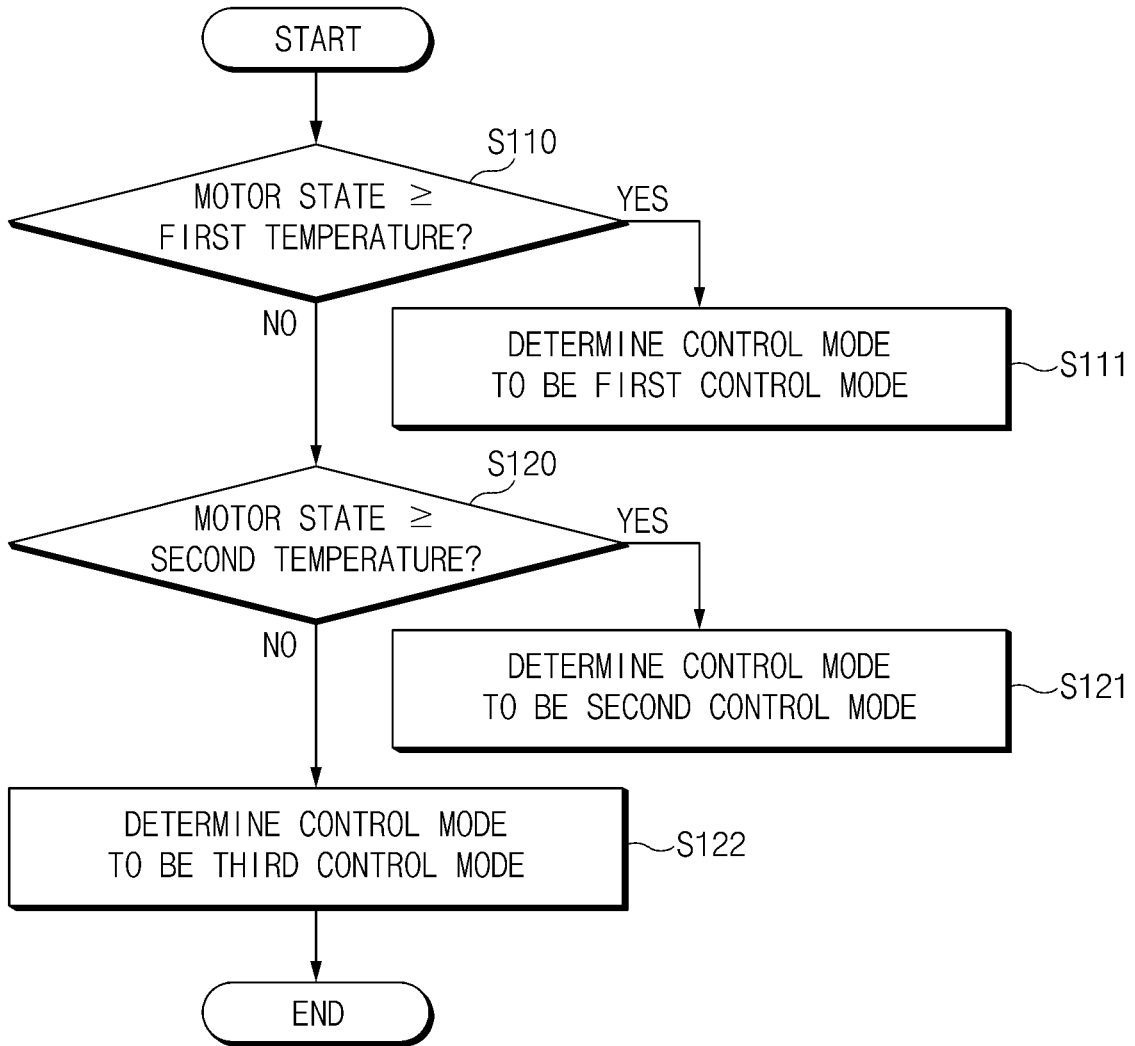 START
S110
MOTOR STATE ≧
FIRST TEMPERATURE?
YES
NO
DETERMINE CONTROL MODE
TO BE FIRST CONTROL MODE
S111
S120
MOTOR STATE ≧
SECOND TEMPERATURE?
YES
NO
DETERMINE CONTROL MODE
TO BE SECOND CONTROL MODE
S121
DETERMINE CONTROL MODE
TO BE THIRD CONTROL MODE
S122
END